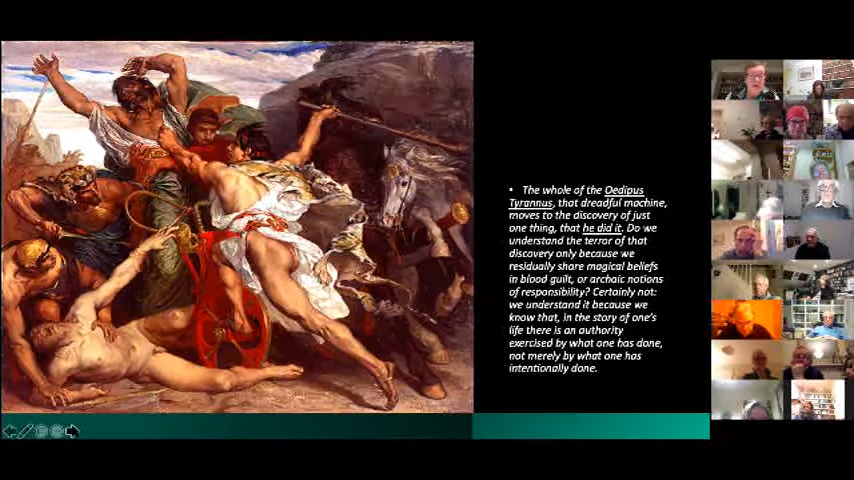 • The whole of the Oedipus
Tyrannus, that dreadful machine,
moves to the discovery of just
one thing, that he did it. Do we
understand the terror of that
discovery only because we
residually share magical beliefs
in blood guilt, or archaic notions
of responsibility? Certainly not:
we understand it because we
know that, in the story of one's
life there is an authority
exercised by what one has done,
not merely by what one has
intentionally done.